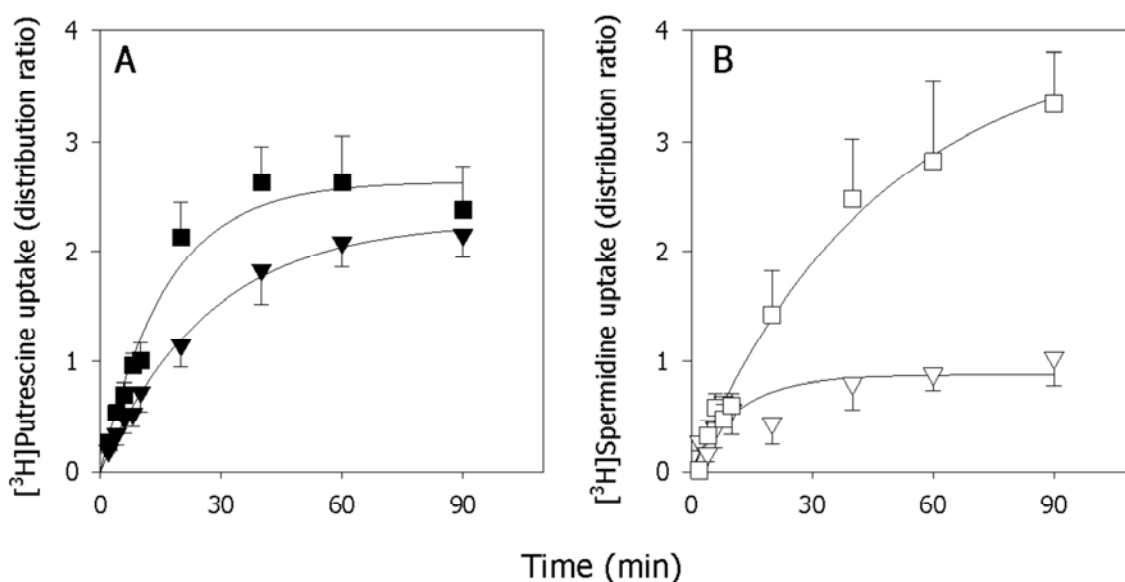 A
[³H]Putrescine uptake (distribution ratio)
4
3
2
1
0
0 30 60 90
B
[³H]Spermidine uptake (distribution ratio)
4
3
2
1
0
0 30 60 90
Time (min)